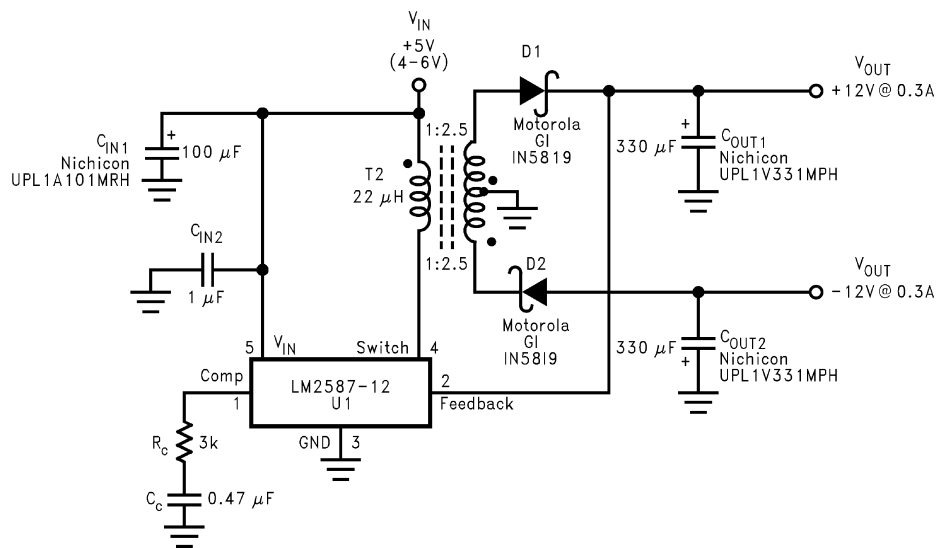 V_IN
+5V
(4-6V)
D1
V_OUT
+12V@0.3A
C_IN1
Nichicon
UPL1A101MRH
+
100 μF
1:2.5
Motorola
GI
IN5819
+
330 μF
C_OUT1
Nichicon
UPL1V331MPH
T2
22 μH
C_IN2
1 μF
1:2.5
D2
V_OUT
-12V@0.3A
Motorola
GI
IN5819
330 μF
+
C_OUT2
Nichicon
UPL1V331MPH
5
V_IN
Switch
4
Comp
1
LM2587-12
U1
2
Feedback
GND
3
R_c
3k
C_c
0.47 μF